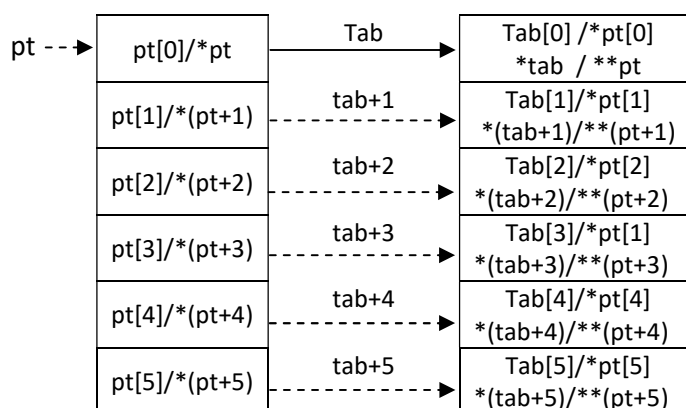 pt
pt[0]/*pt
Tab
Tab[0] /*pt[0]
*tab / **pt
pt[1]/*(pt+1)
tab+1
Tab[1]/*pt[1]
*(tab+1)/**(pt+1)
pt[2]/*(pt+2)
tab+2
Tab[2]/*pt[2]
*(tab+2)/**(pt+2)
pt[3]/*(pt+3)
tab+3
Tab[3]/*pt[1]
*(tab+3)/**(pt+3)
pt[4]/*(pt+4)
tab+4
Tab[4]/*pt[4]
*(tab+4)/**(pt+4)
pt[5]/*(pt+5)
tab+5
Tab[5]/*pt[5]
*(tab+5)/**(pt+5)